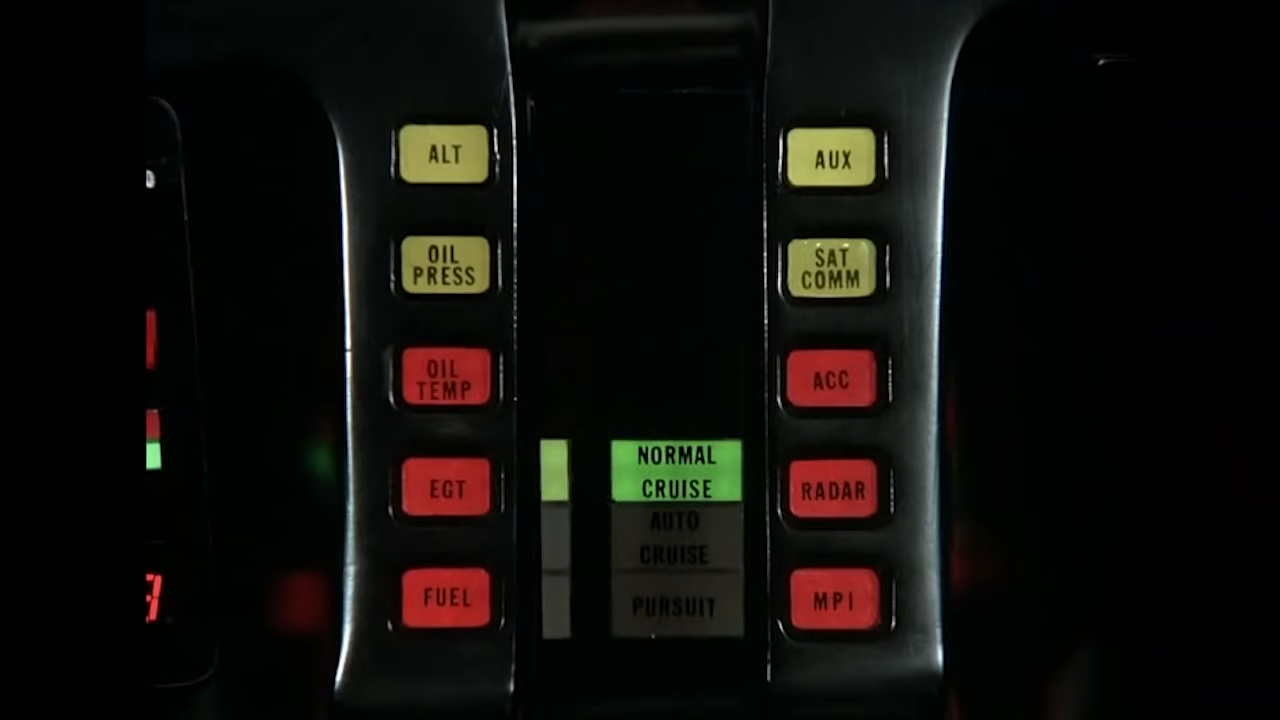 ALT
OIL
PRESS
OIL
TEMP
EGT
FUEL
NORMAL
CRUISE
AUTO
CRUISE
PURSUIT
AUX
SAT
COMM
ACC
RADAR
MPI